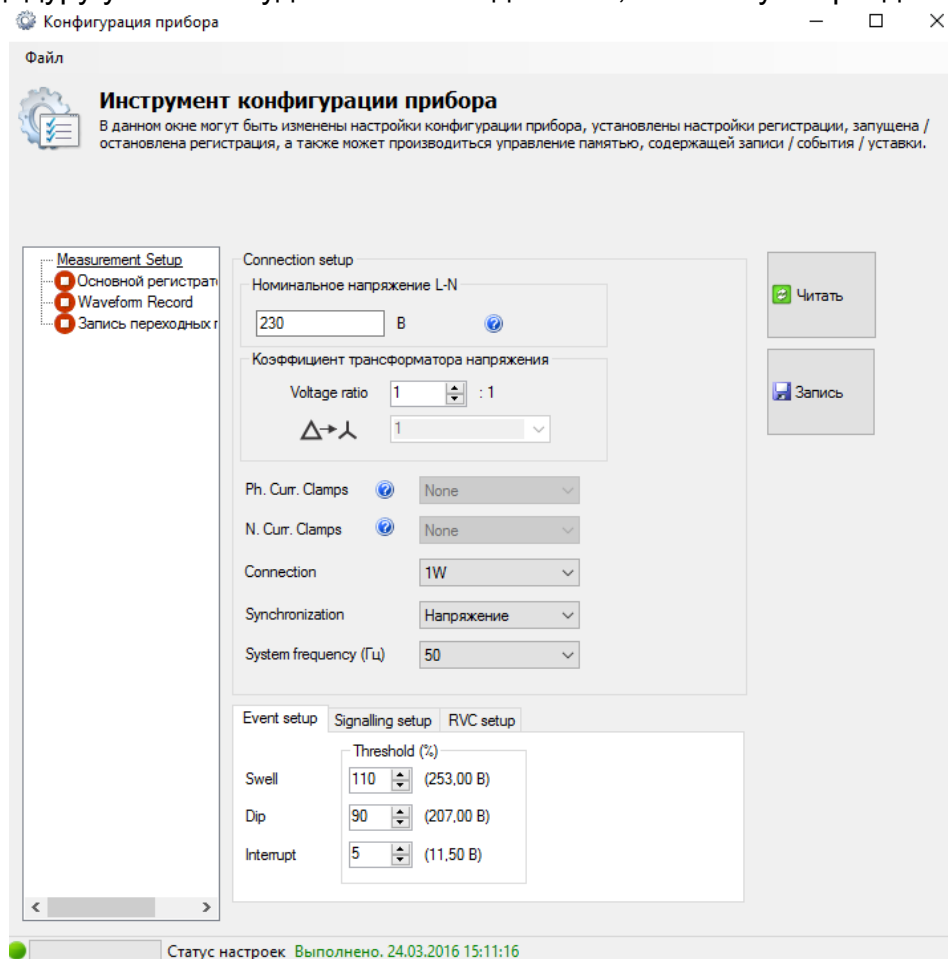 Конфигурация прибора
Файл
Инструмент конфигурации прибора
В данном окне могут быть изменены настройки конфигурации прибора, установлены настройки регистрации, запущена /
остановлена регистрация, а также может производиться управление памятью, содержащей записи / события / уставки.
Measurement Setup
Основной регистрат
Waveform Record
Запись переходных п
Connection setup
Номинальное напряжение L-N
230 В
Коэффициент трансформатора напряжения
Voltage ratio 1 : 1
1
Ph. Curr. Clamps None
N. Curr. Clamps None
Connection 1W
Synchronization Напряжение
System frequency (Гц) 50
Читать
Запись
Event setup Signalling setup RVC setup
Threshold (%)
Swell 110 (253,00 В)
Dip 90 (207,00 В)
Interrupt 5 (11,50 В)
Статус настроек Выполнено. 24.03.2016 15:11:16